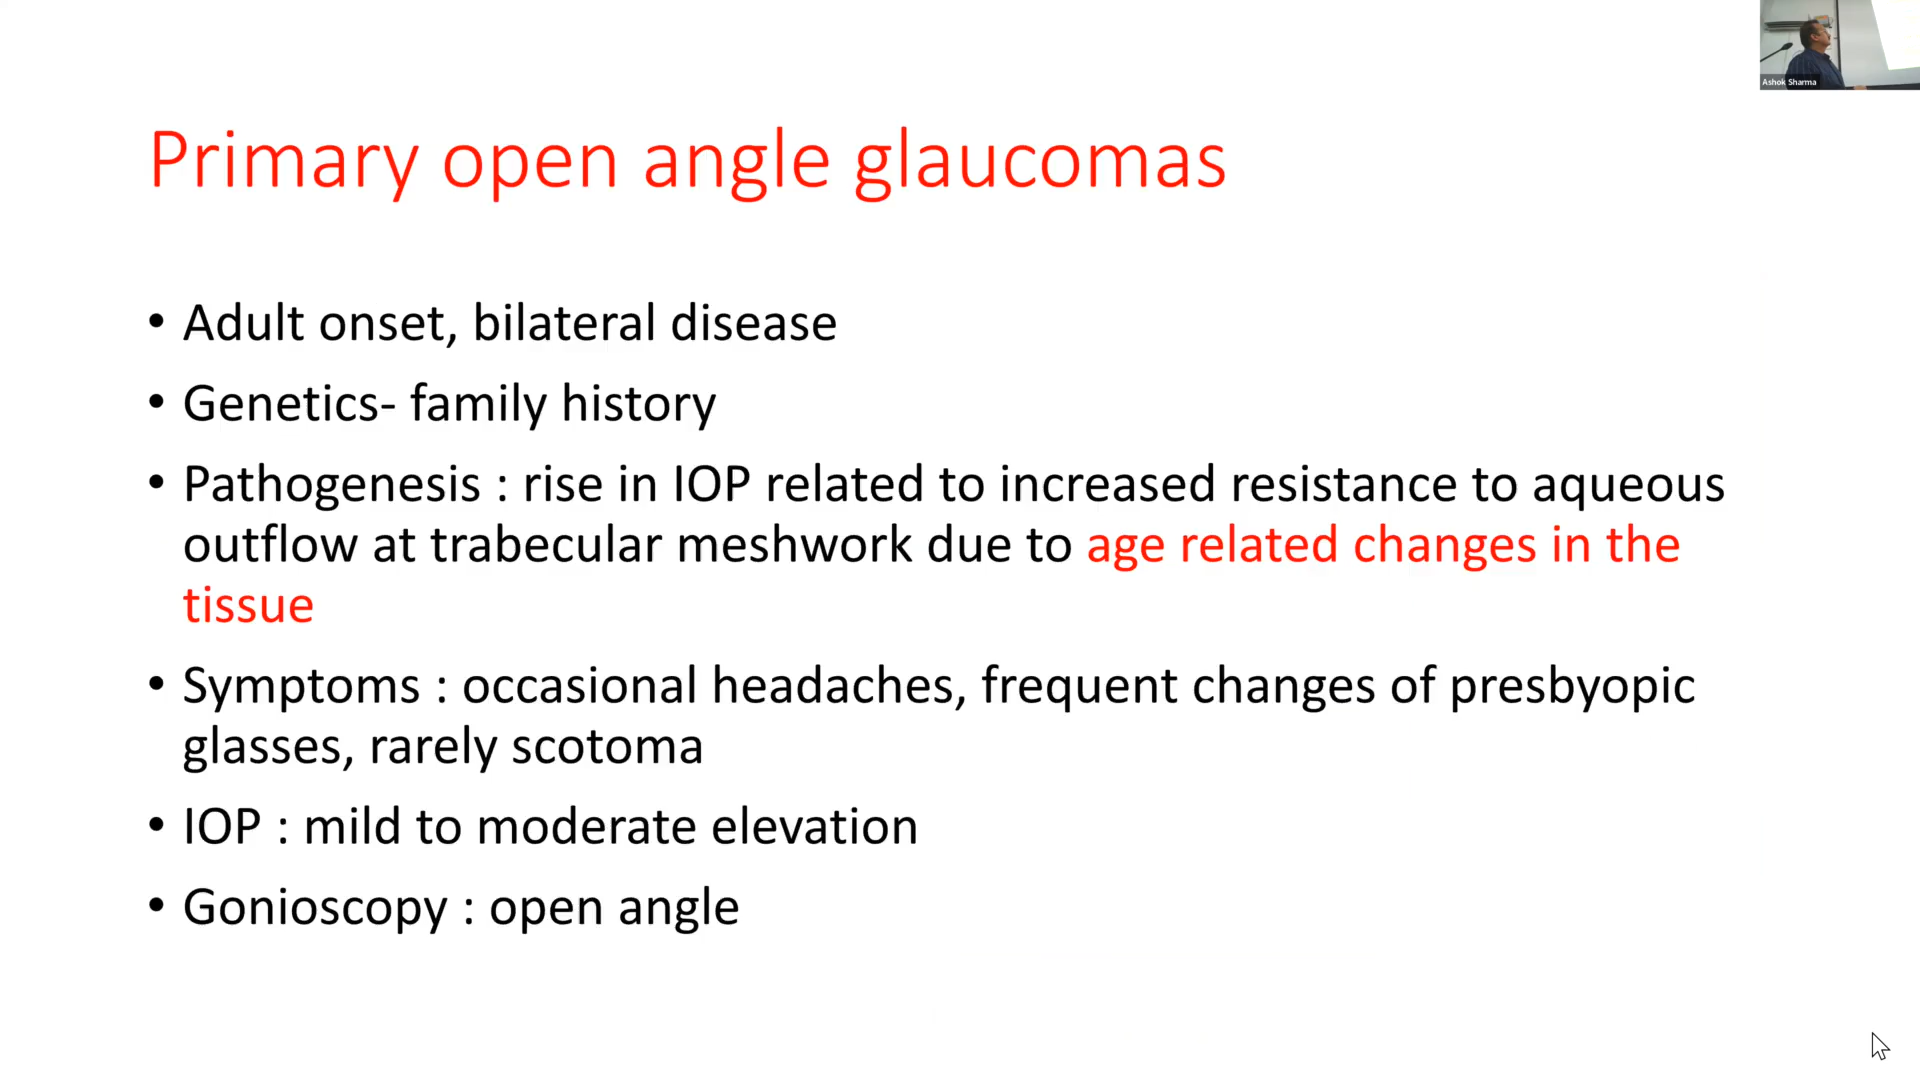 Ashok Sharma
Primary open angle glaucomas
• Adult onset, bilateral disease
• Genetics- family history
• Pathogenesis : rise in IOP related to increased resistance to aqueous
outflow at trabecular meshwork due to age related changes in the
tissue
• Symptoms : occasional headaches, frequent changes of presbyopic
glasses, rarely scotoma
• IOP : mild to moderate elevation
• Gonioscopy : open angle